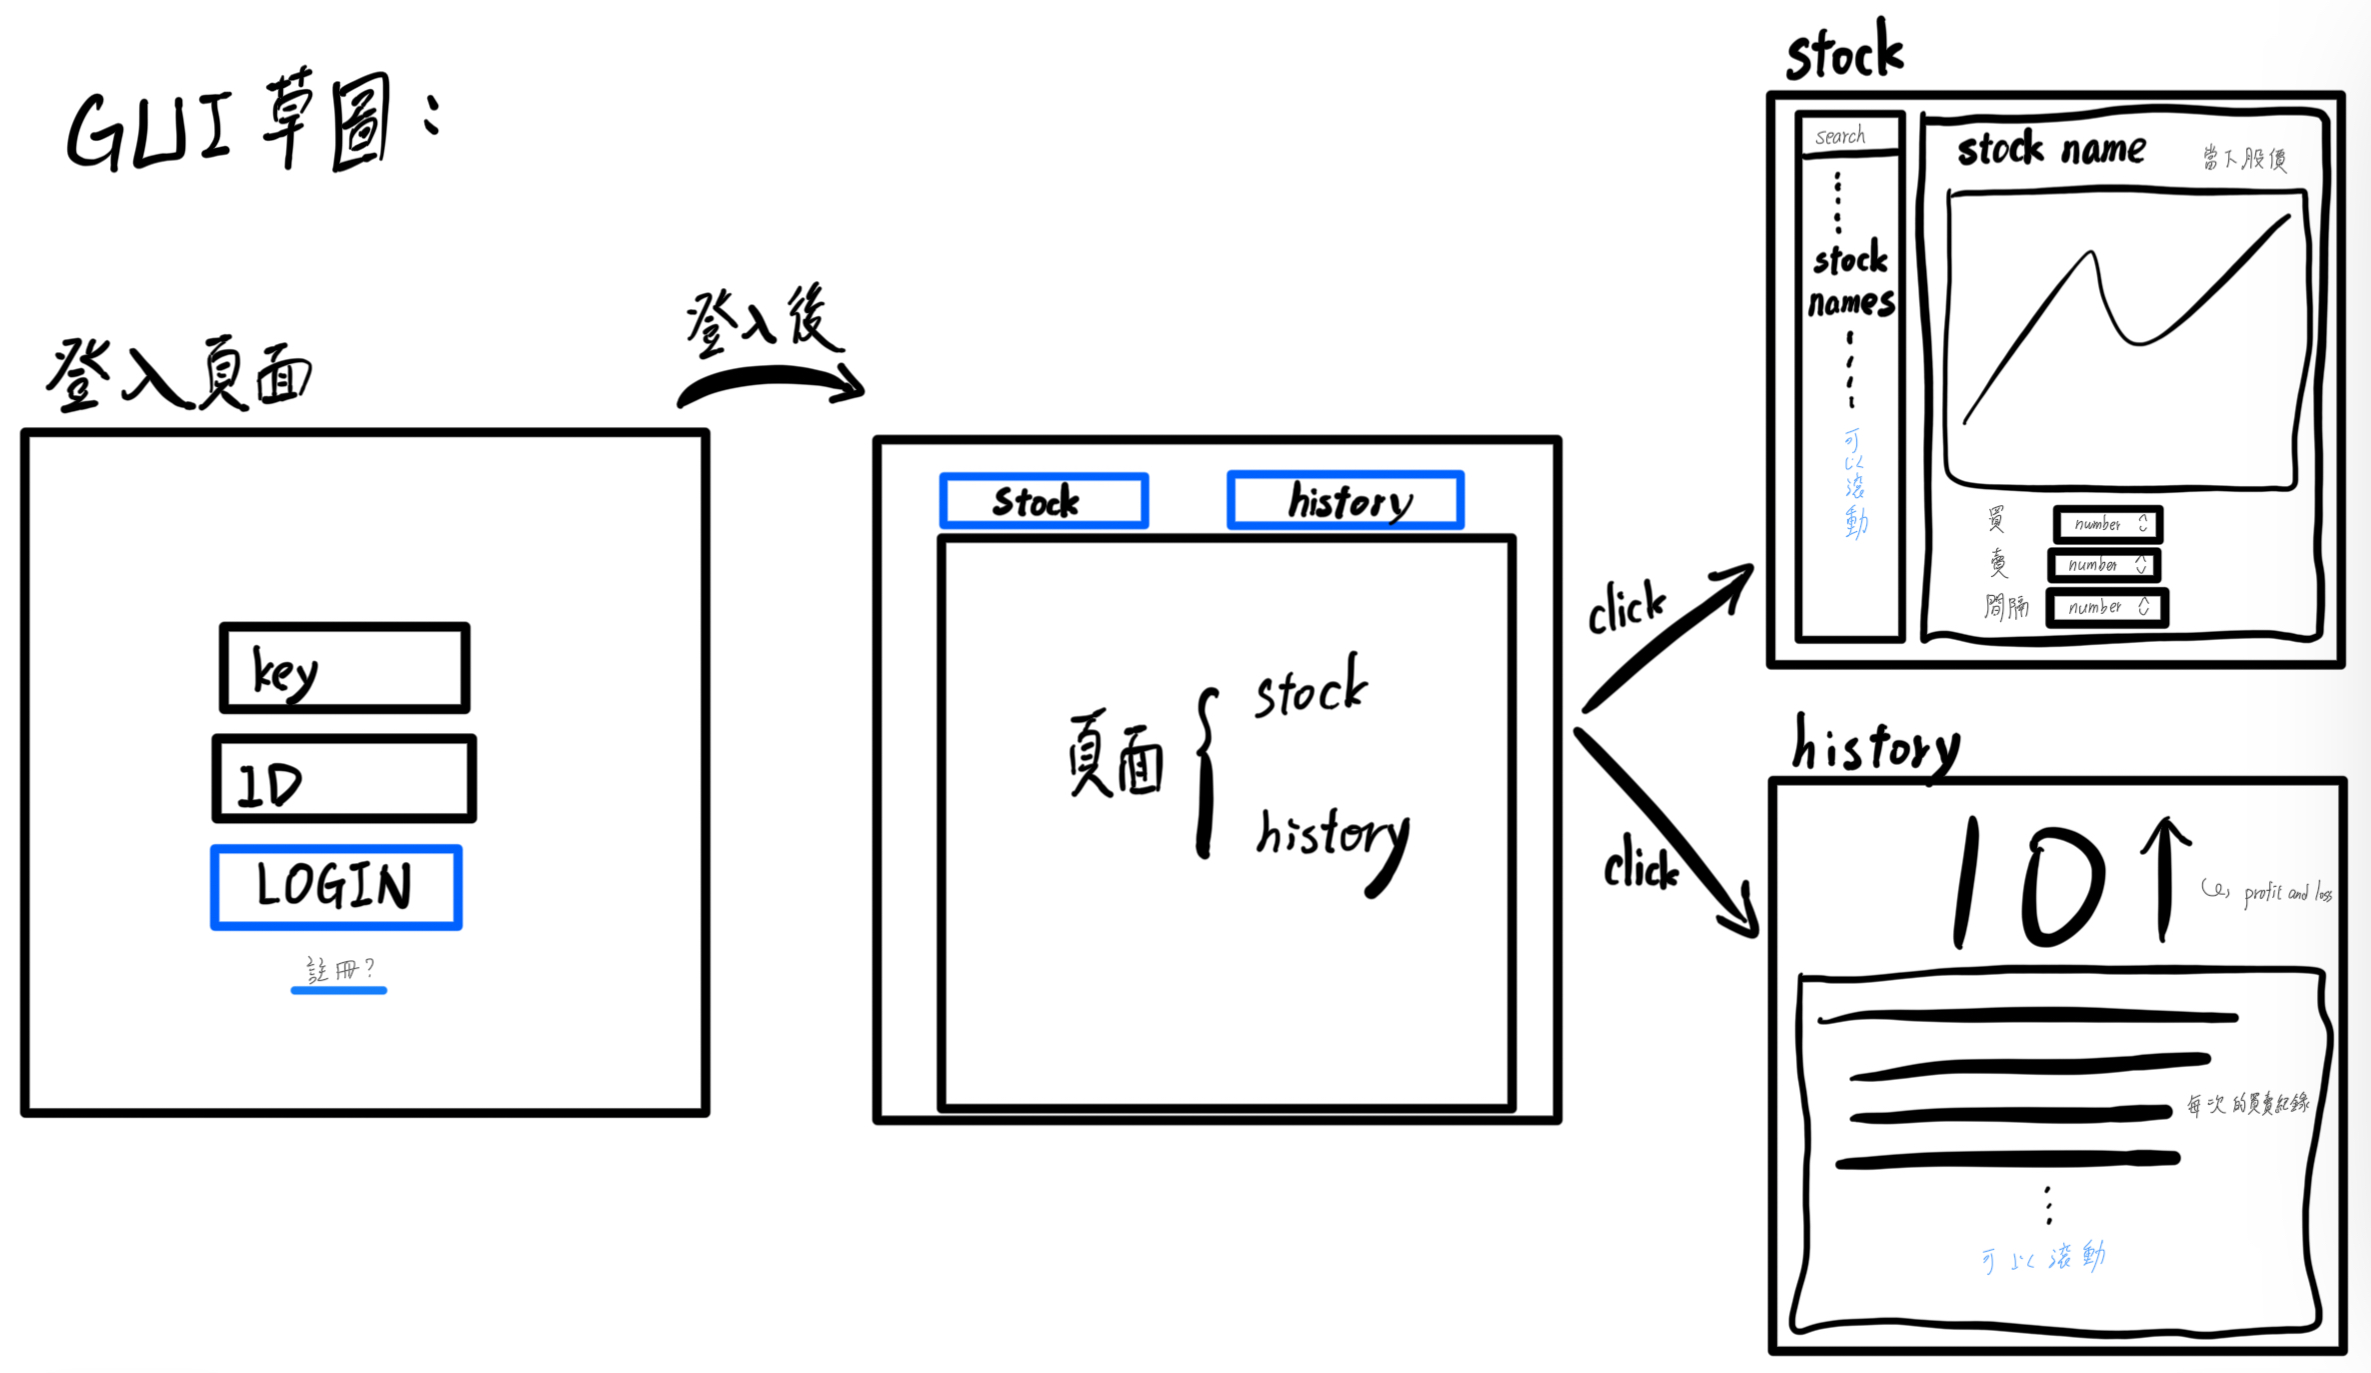 GUI 草圖：
登入頁面
key
ID
LOGIN
註冊?
登入後
stock
history
頁面
stock
history
click
click
stock
search
stock
names
可以滾動
stock name
當下股價
買 number
賣 number
間隔 number
history
10↑
profit and loss
每次的買賣紀錄
可以滾動